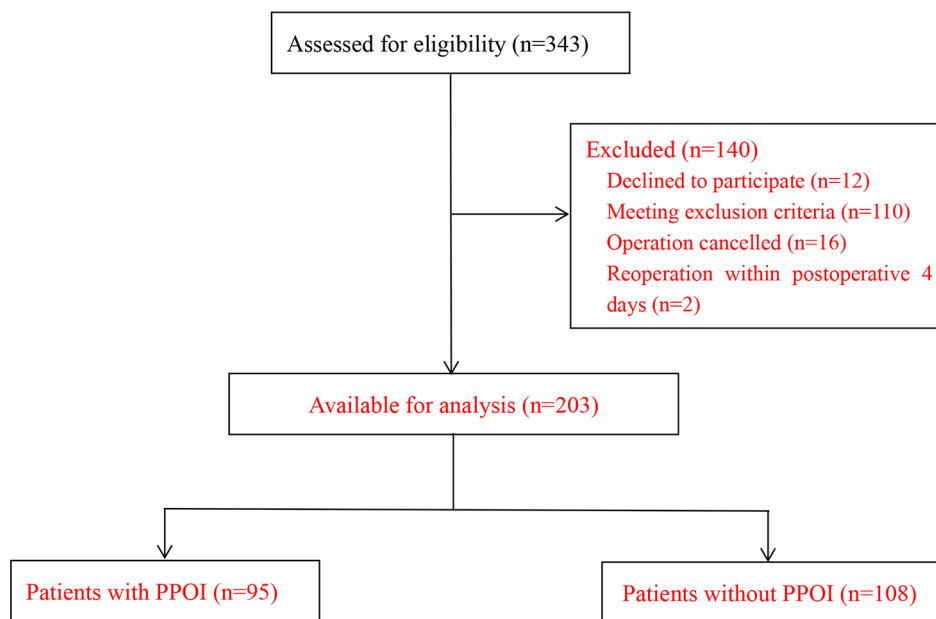 Assessed for eligibility (n=343)
Excluded (n=140)
Declined to participate (n=12)
Meeting exclusion criteria (n=110)
Operation cancelled (n=16)
Reoperation within postoperative 4
days (n=2)
Available for analysis (n=203)
Patients with PPOI (n=95)
Patients without PPOI (n=108)